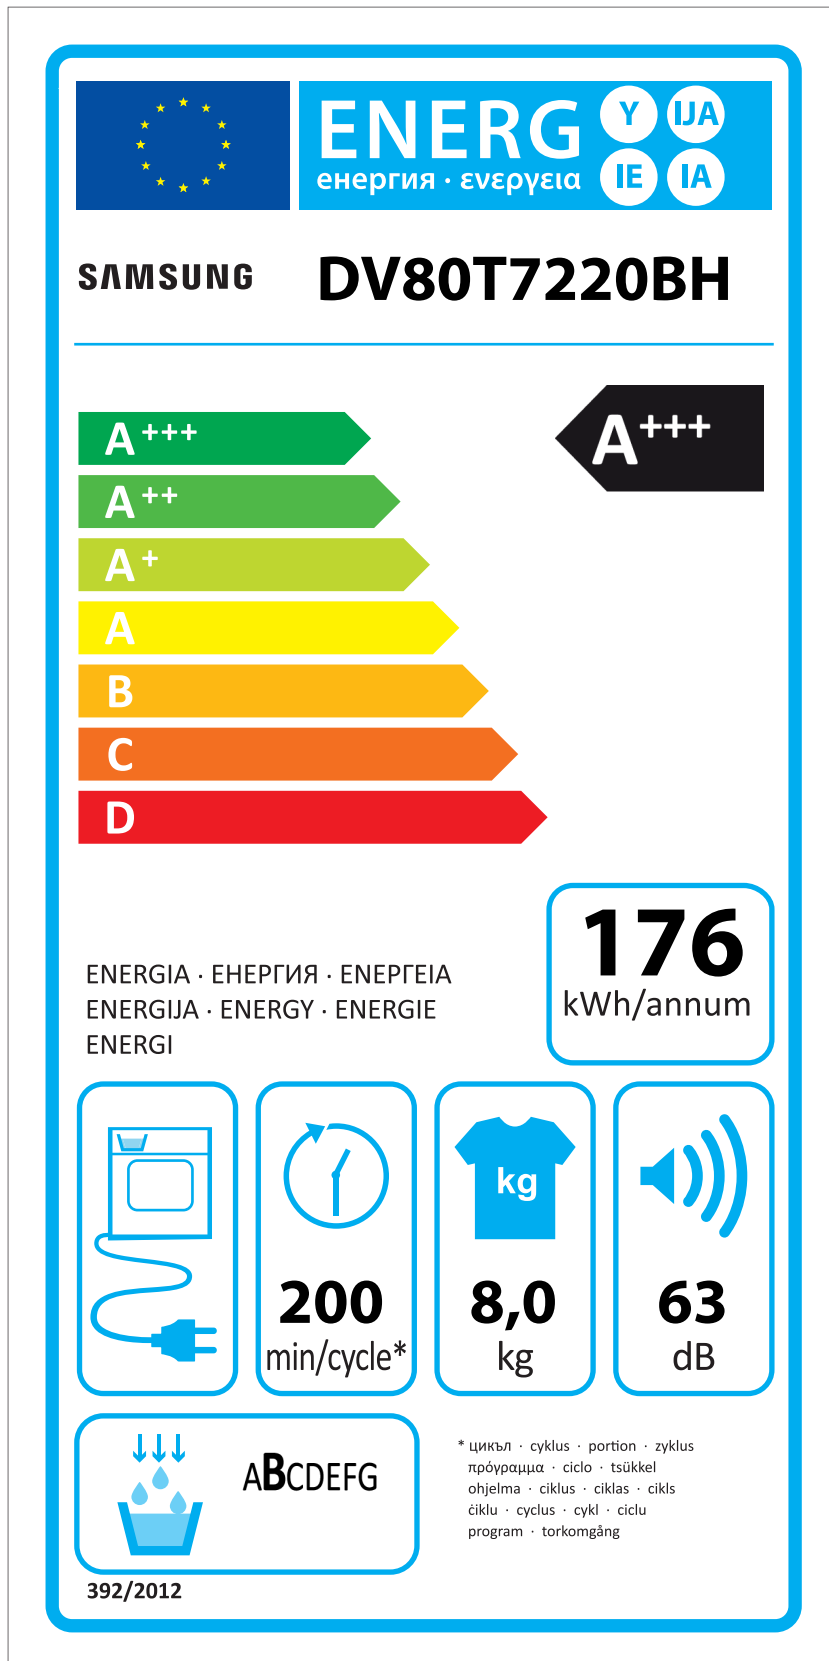 ENERG Y IJA IE IA
енергия · ενεργεια
SAMSUNG DV80T7220BH
A+++
A+++
A++
A+
A
B
C
D
176
kWh/annum
ENERGIA · ЕНЕРГИЯ · ΕΝΕΡΓΕΙΑ
ENERGIJA · ENERGY · ENERGIE
ENERGI
kg
200
min/cycle*
8,0
kg
63
dB
ABCDEFG
* цикъл · cyklus · portion · zyklus
πρόγραμμα · ciclo · tsükkel
ohjelma · ciklus · ciklas · cikls
ċiklu · cyclus · cykl · ciclu
program · torkomgång
392/2012